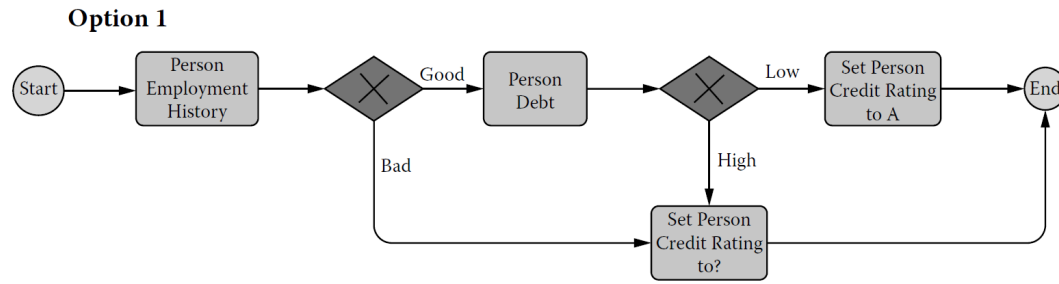 Option 1
Start
Person
Employment
History
Good
Person
Debt
Low
Set Person
Credit Rating
to A
End
Bad
High
Set Person
Credit Rating
to?